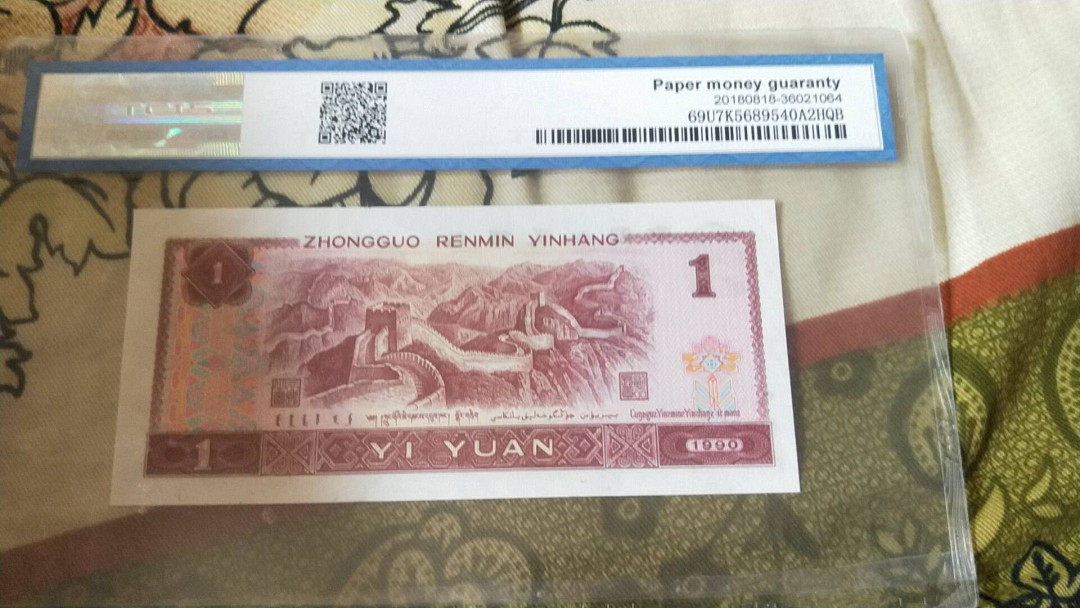 Paper money guaranty
20180818-36021064
69U7K5689540A2HQB
ZHONGGUO RENMIN YINHANG
1
1
1
YI YUAN
1990